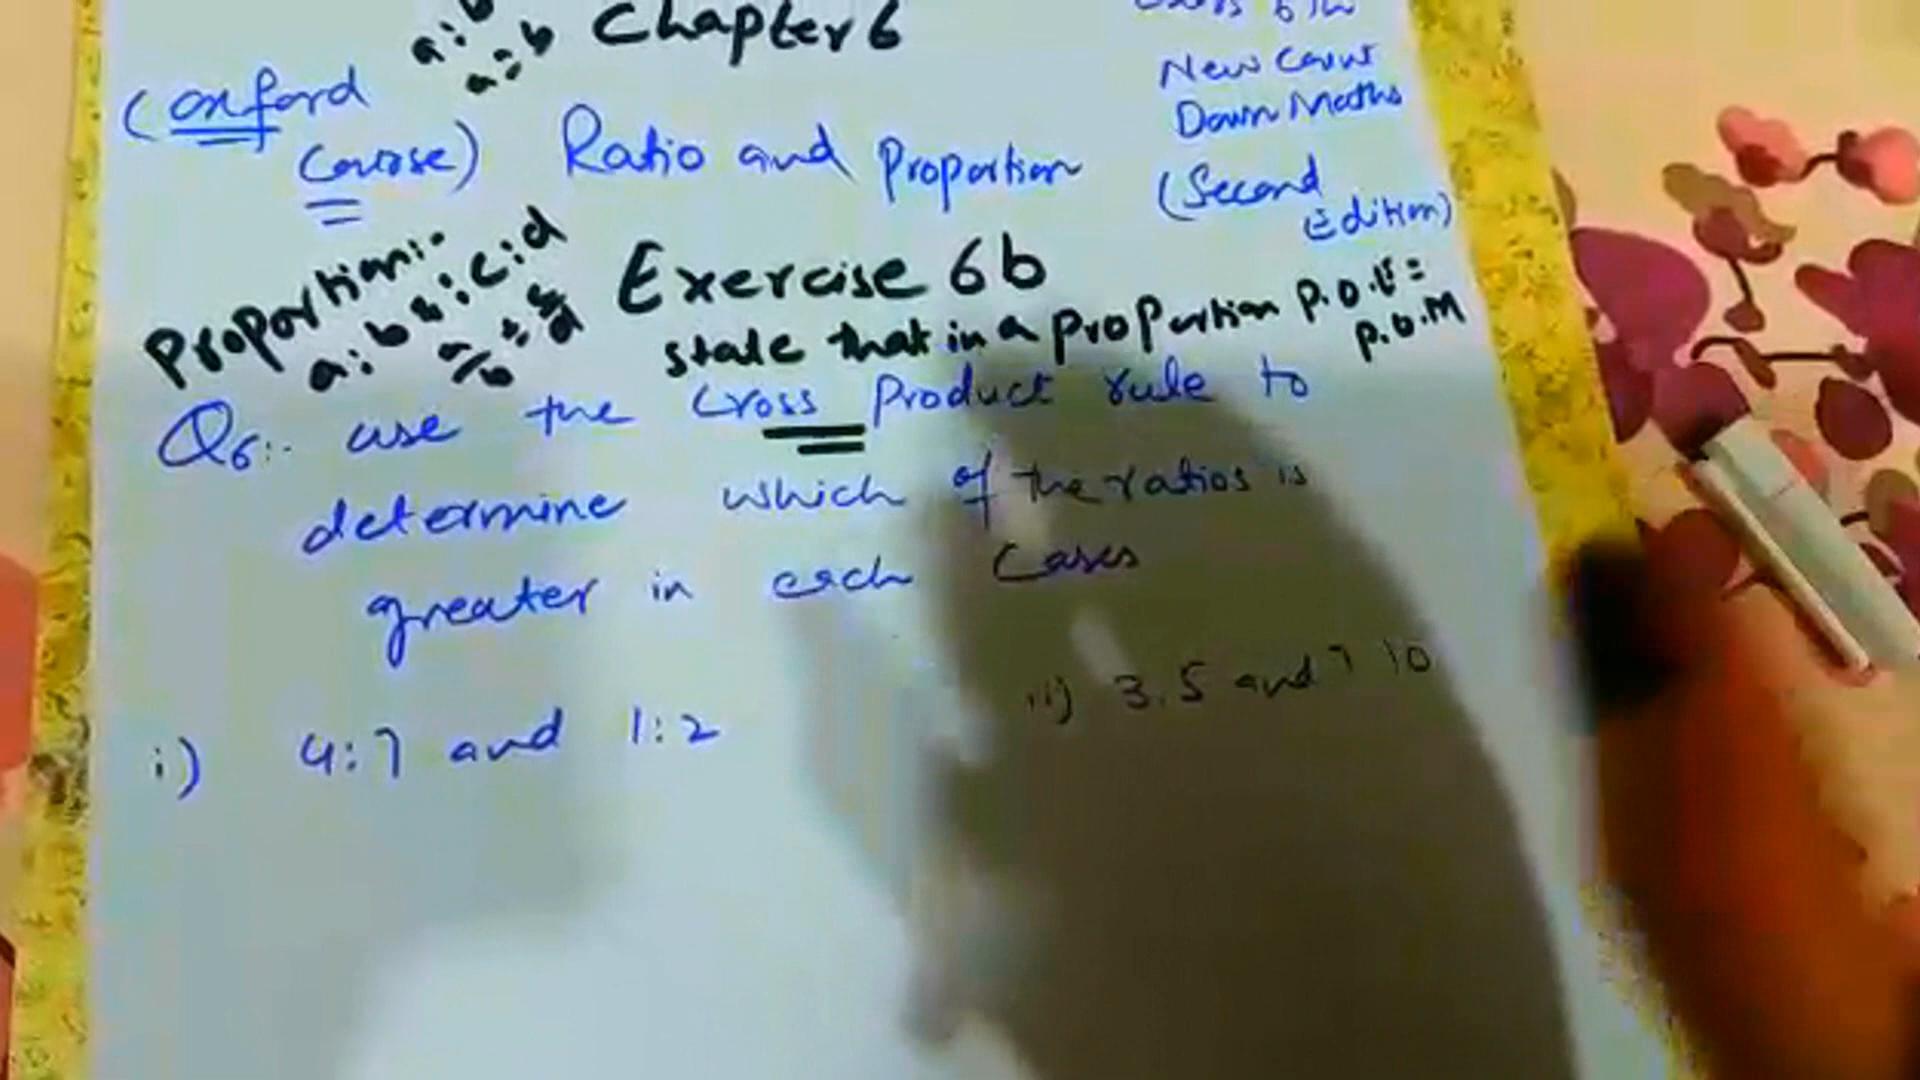 a:b
a:b
Chapter 6
(Oxford
Course)
Ratio and Proportion
6th
New
Down Maths
(Second
Edition)
Proportion:-
a:b::c:d
Exercise 6b
state that in a proportion P.O.E =
P.O.M
Q6:- use the Cross Product rule to
determine which of the ratios is
greater in each Cases
i) 4:7 and 1:2
ii) 3.5 and 7 10